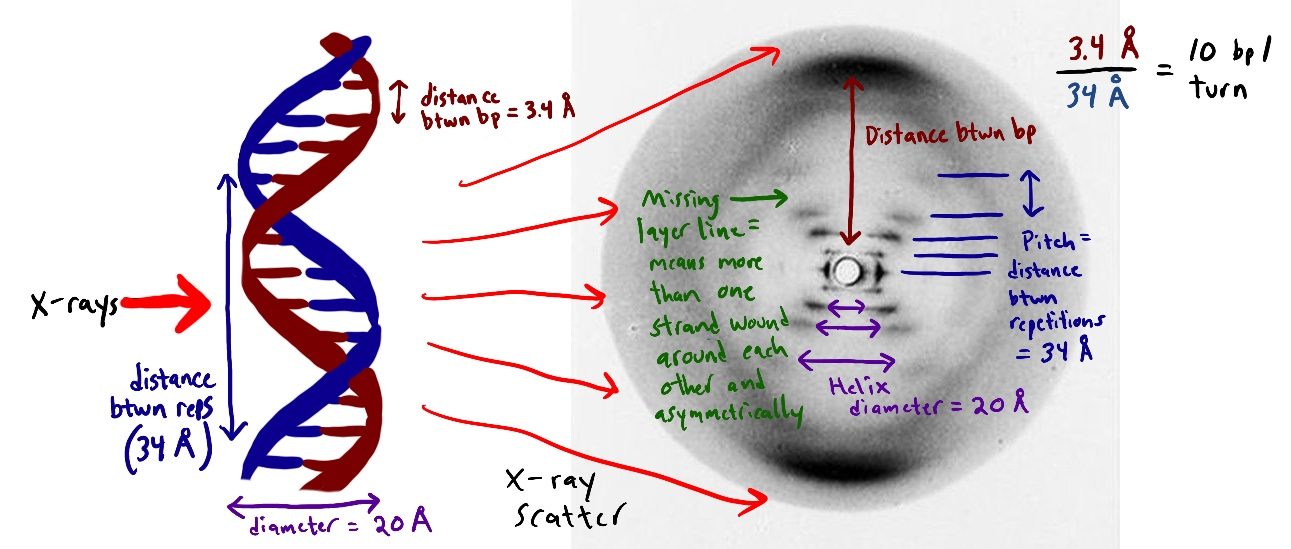 X-rays
distance
btwn bp = 3.4 Å
distance
btwn reps
(34 Å)
diameter = 20 Å
X-ray
scatter
Missing
layer line =
means more
than one
strand wound
around each
other and
asymmetrically
Distance btwn bp
Pitch =
distance
btwn
repetitions
= 34 Å
Helix
diameter = 20 Å
3.4 Å
34 Å
= 10 bp/
turn